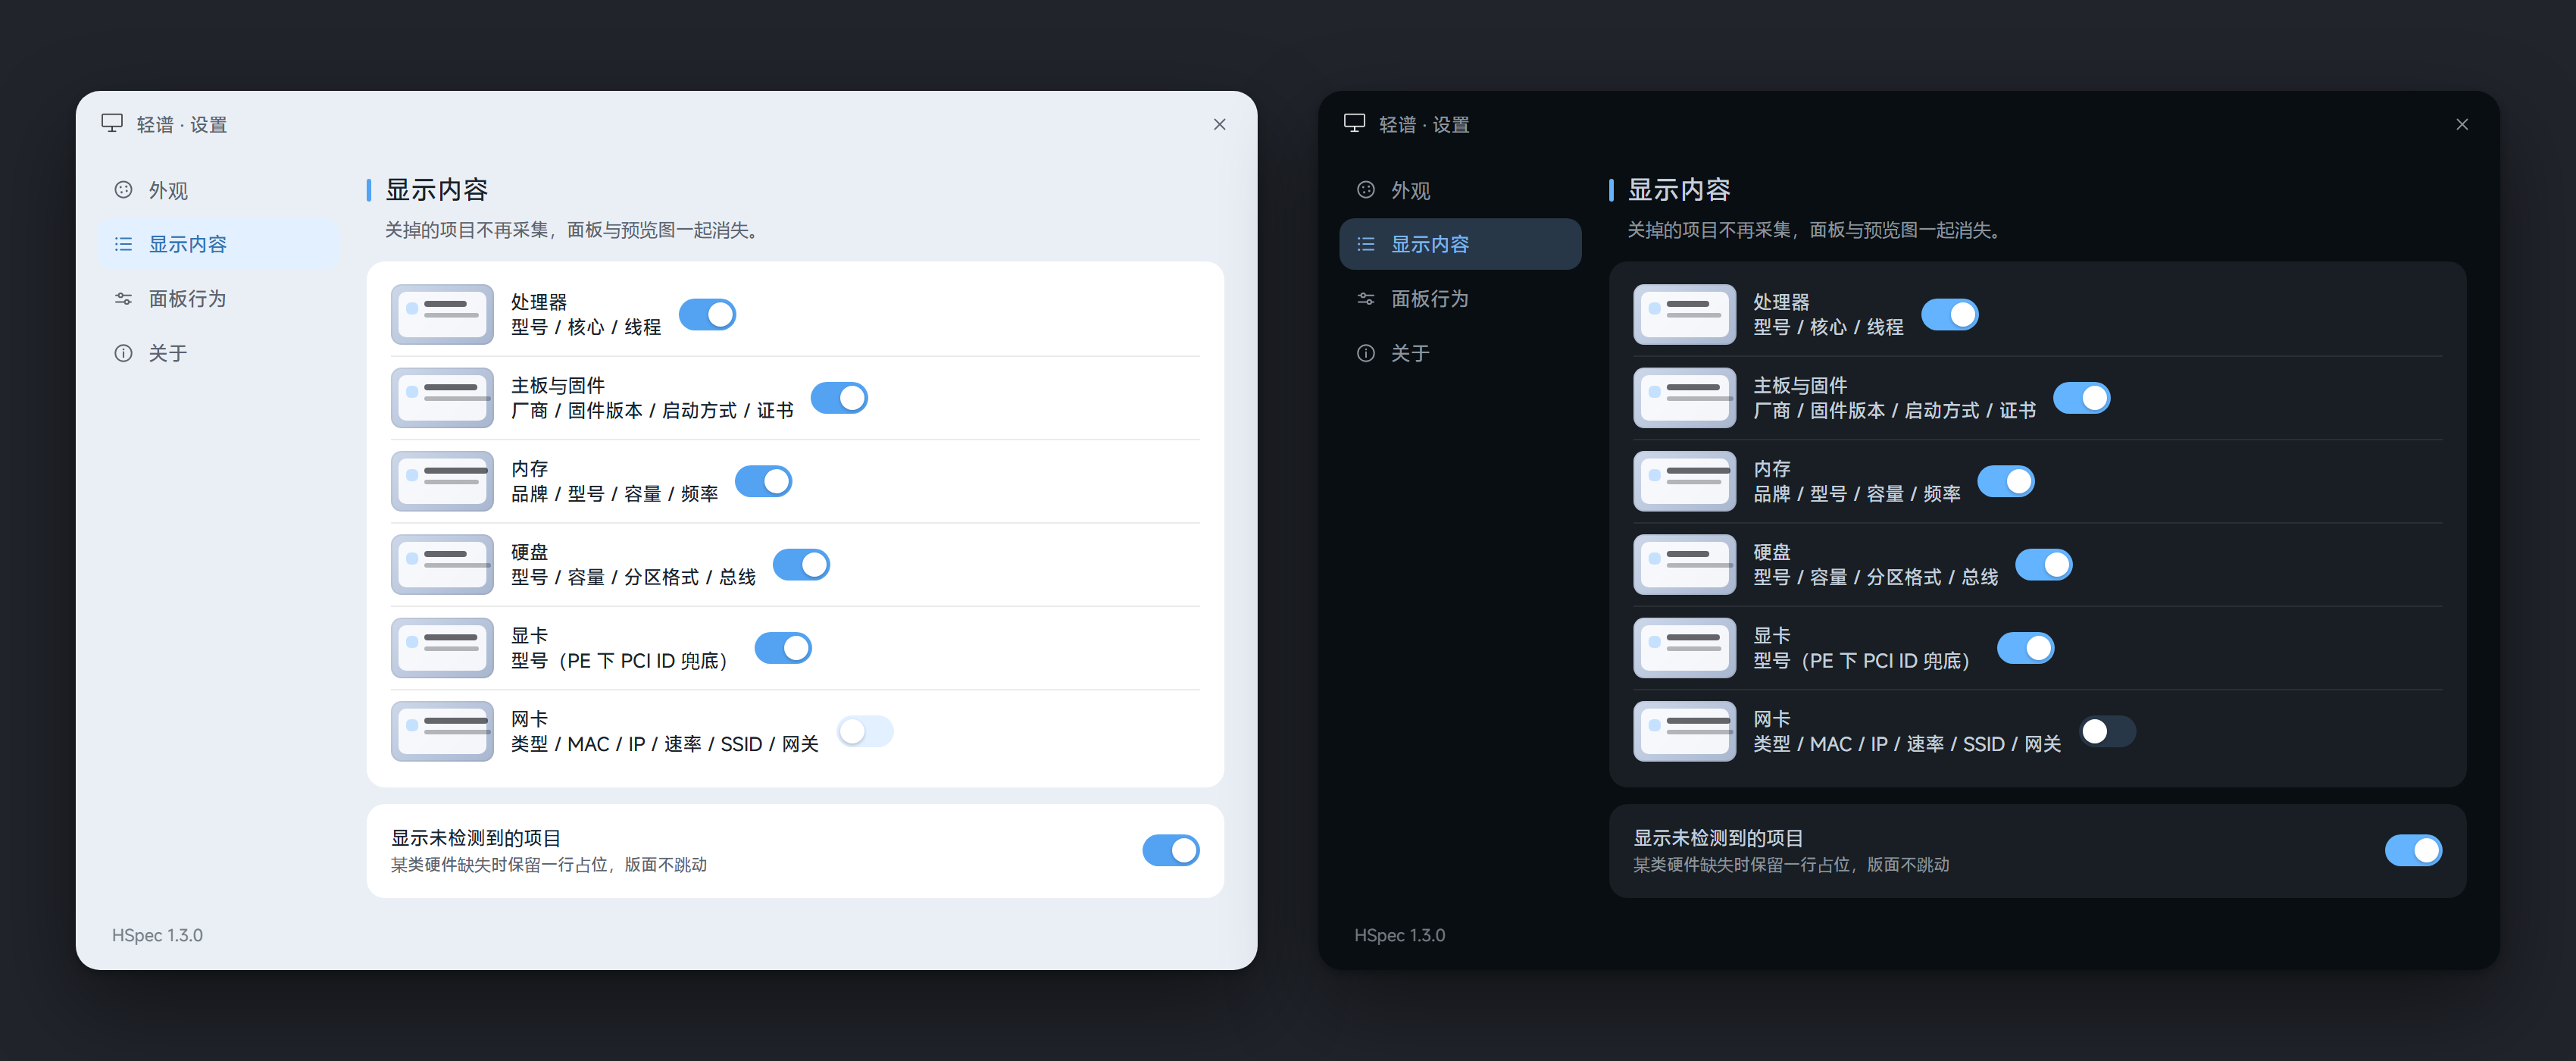 轻谱 · 设置
外观
显示内容
面板行为
关于
显示内容
关掉的项目不再采集，面板与预览图一起消失。
处理器
型号 / 核心 / 线程
主板与固件
厂商 / 固件版本 / 启动方式 / 证书
内存
品牌 / 型号 / 容量 / 频率
硬盘
型号 / 容量 / 分区格式 / 总线
显卡
型号（PE 下 PCI ID 兜底）
网卡
类型 / MAC / IP / 速率 / SSID / 网关
显示未检测到的项目
某类硬件缺失时保留一行占位，版面不跳动
HSpec 1.3.0
轻谱 · 设置
外观
显示内容
面板行为
关于
显示内容
关掉的项目不再采集，面板与预览图一起消失。
处理器
型号 / 核心 / 线程
主板与固件
厂商 / 固件版本 / 启动方式 / 证书
内存
品牌 / 型号 / 容量 / 频率
硬盘
型号 / 容量 / 分区格式 / 总线
显卡
型号（PE 下 PCI ID 兜底）
网卡
类型 / MAC / IP / 速率 / SSID / 网关
显示未检测到的项目
某类硬件缺失时保留一行占位，版面不跳动
HSpec 1.3.0